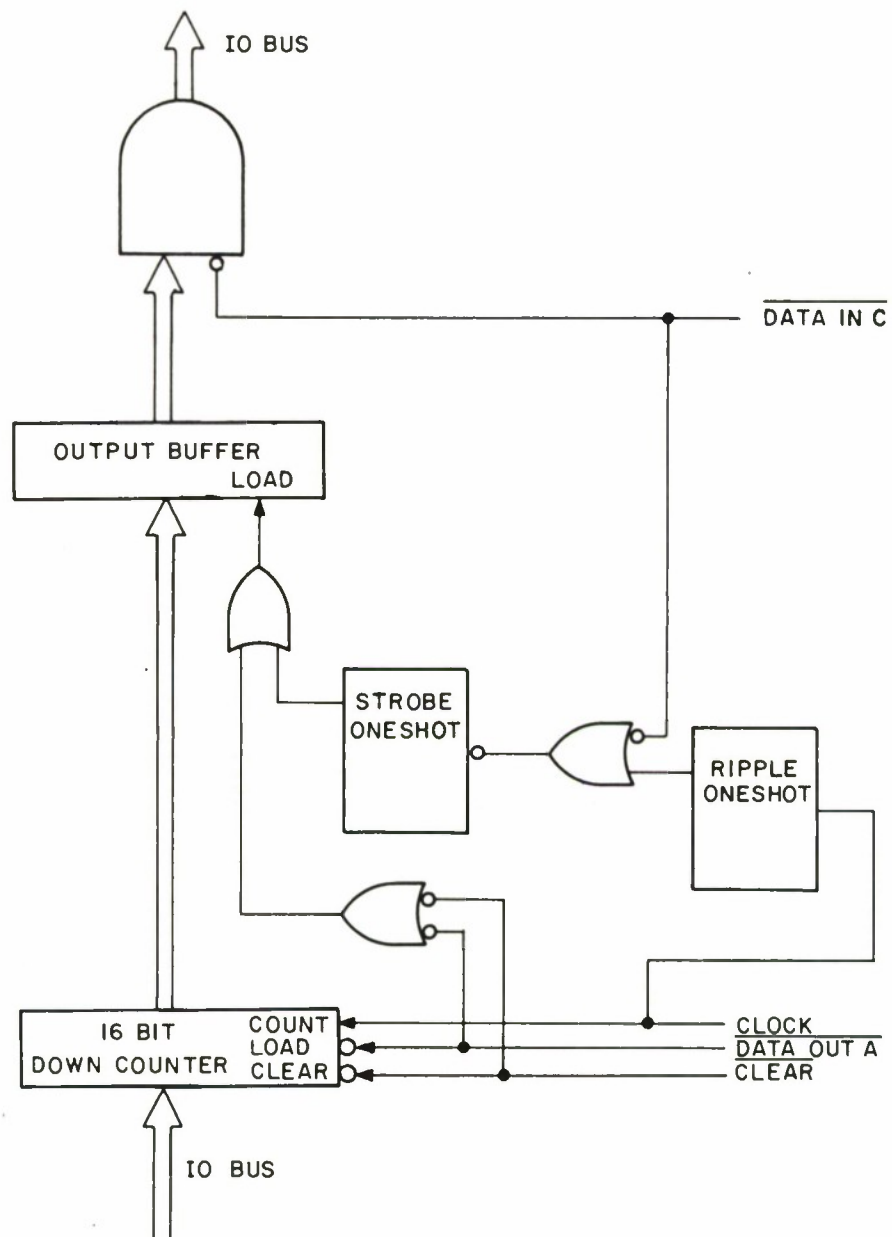 IO BUS
DATA IN C
OUTPUT BUFFER
LOAD
STROBE
ONESHOT
RIPPLE
ONESHOT
16 BIT
DOWN COUNTER
COUNT
LOAD
CLEAR
CLOCK
DATA OUT A
CLEAR
IO BUS